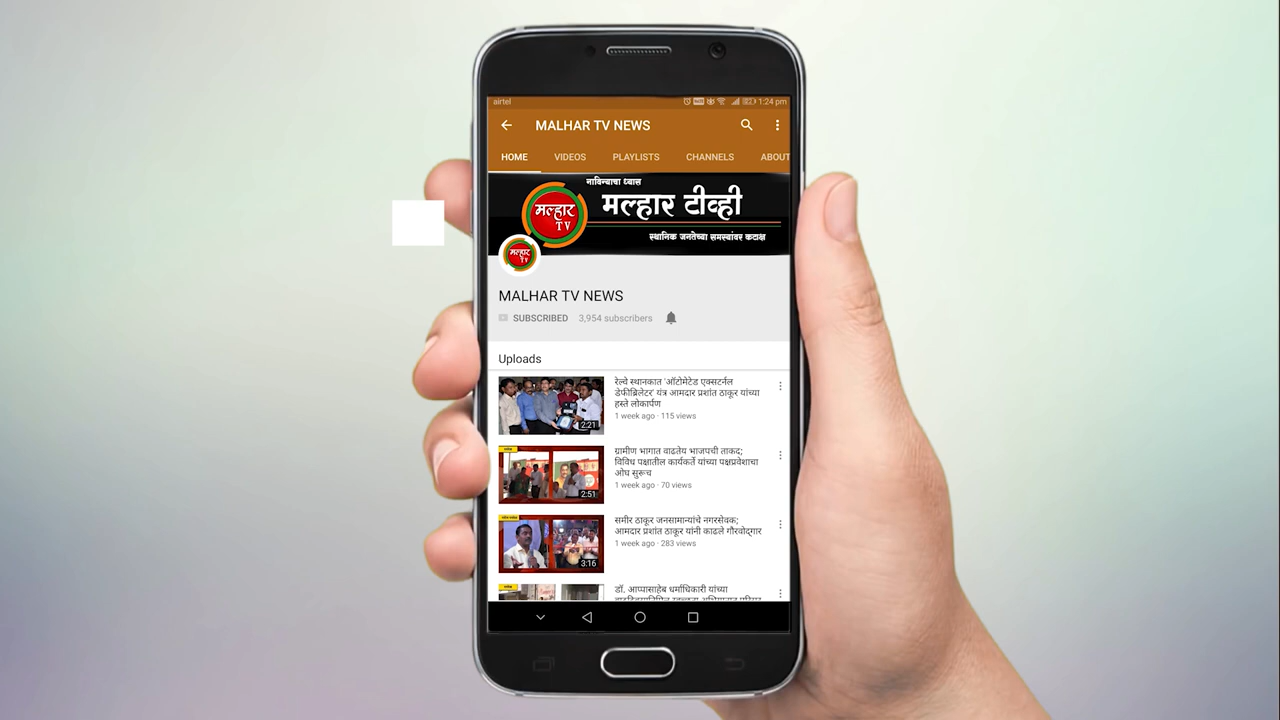 airtel 1:24 pm
MALHAR TV NEWS
HOME VIDEOS PLAYLISTS CHANNELS ABOUT
नाविन्याचा ध्यास
मल्हार टीव्ही
मल्हार
TV
स्थानिक जनतेच्या समस्यांवर कटाक्ष
मल्हार
TV
MALHAR TV NEWS
SUBSCRIBED 3,954 subscribers
Uploads
रेल्वे स्थानकात 'ऑटोमेटेड एक्सटर्नल
डेफीब्रिलेटर' यंत्र आमदार प्रशांत ठाकूर यांच्या
हस्ते लोकार्पण
1 week ago · 115 views
2:21
ग्रामीण भागात वाढतेय भाजपची ताकद;
विविध पक्षातील कार्यकर्ते यांच्या पक्षप्रवेशाचा
ओघ सुरूच
1 week ago · 70 views
2:51
समीर ठाकूर जनसामान्यांचे नगरसेवक;
आमदार प्रशांत ठाकूर यांनी काढले गौरवोद्गार
1 week ago · 283 views
3:16
डॉ. आप्पासाहेब धर्माधिकारी यांच्या